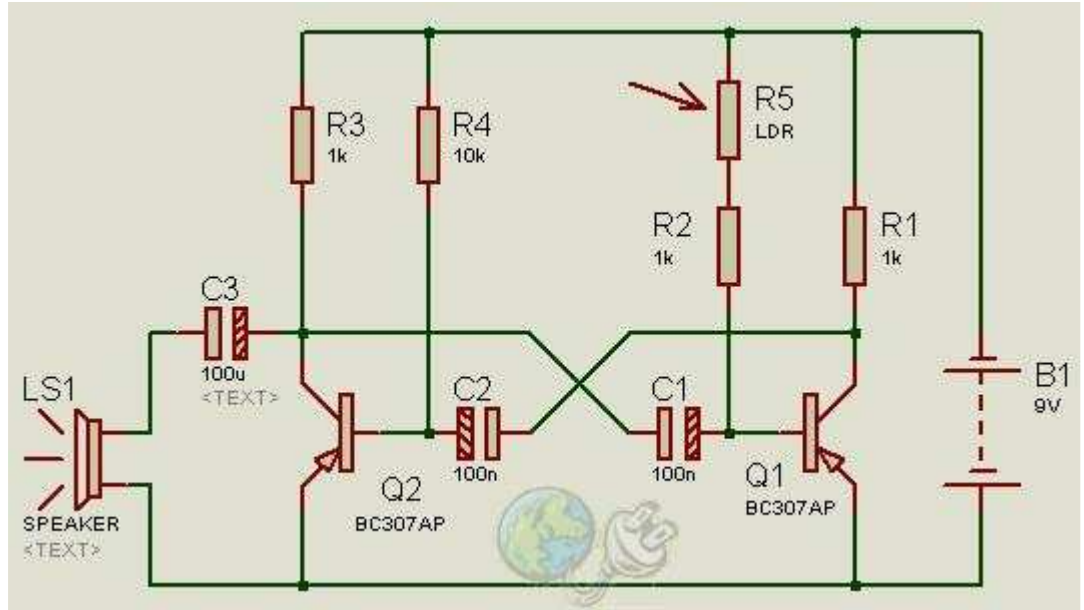 R3
1k
R4
10k
R5
LDR
R2
1k
R1
1k
C3
100u
<TEXT>
LS1
SPEAKER
<TEXT>
C2
100n
C1
100n
Q2
BC307AP
Q1
BC307AP
B1
9V